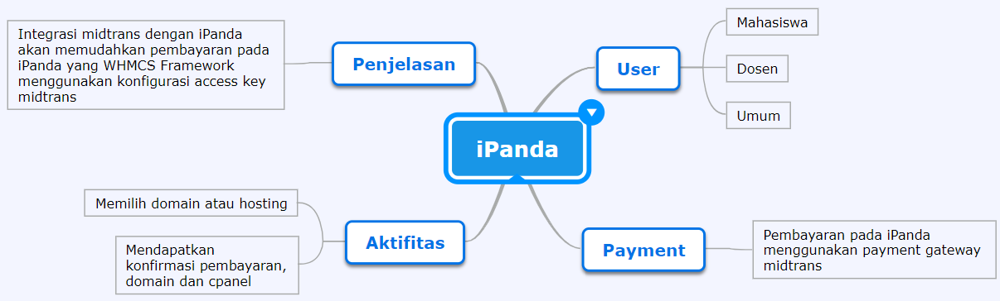 Integrasi midtrans dengan iPanda
akan memudahkan pembayaran pada
iPanda yang WHMCS Framework
menggunakan konfigurasi access key
midtrans
Penjelasan
User
Mahasiswa
Dosen
Umum
iPanda
Memilih domain atau hosting
Mendapatkan
konfirmasi pembayaran,
domain dan cpanel
Aktifitas
Payment
Pembayaran pada iPanda
menggunakan payment gateway
midtrans